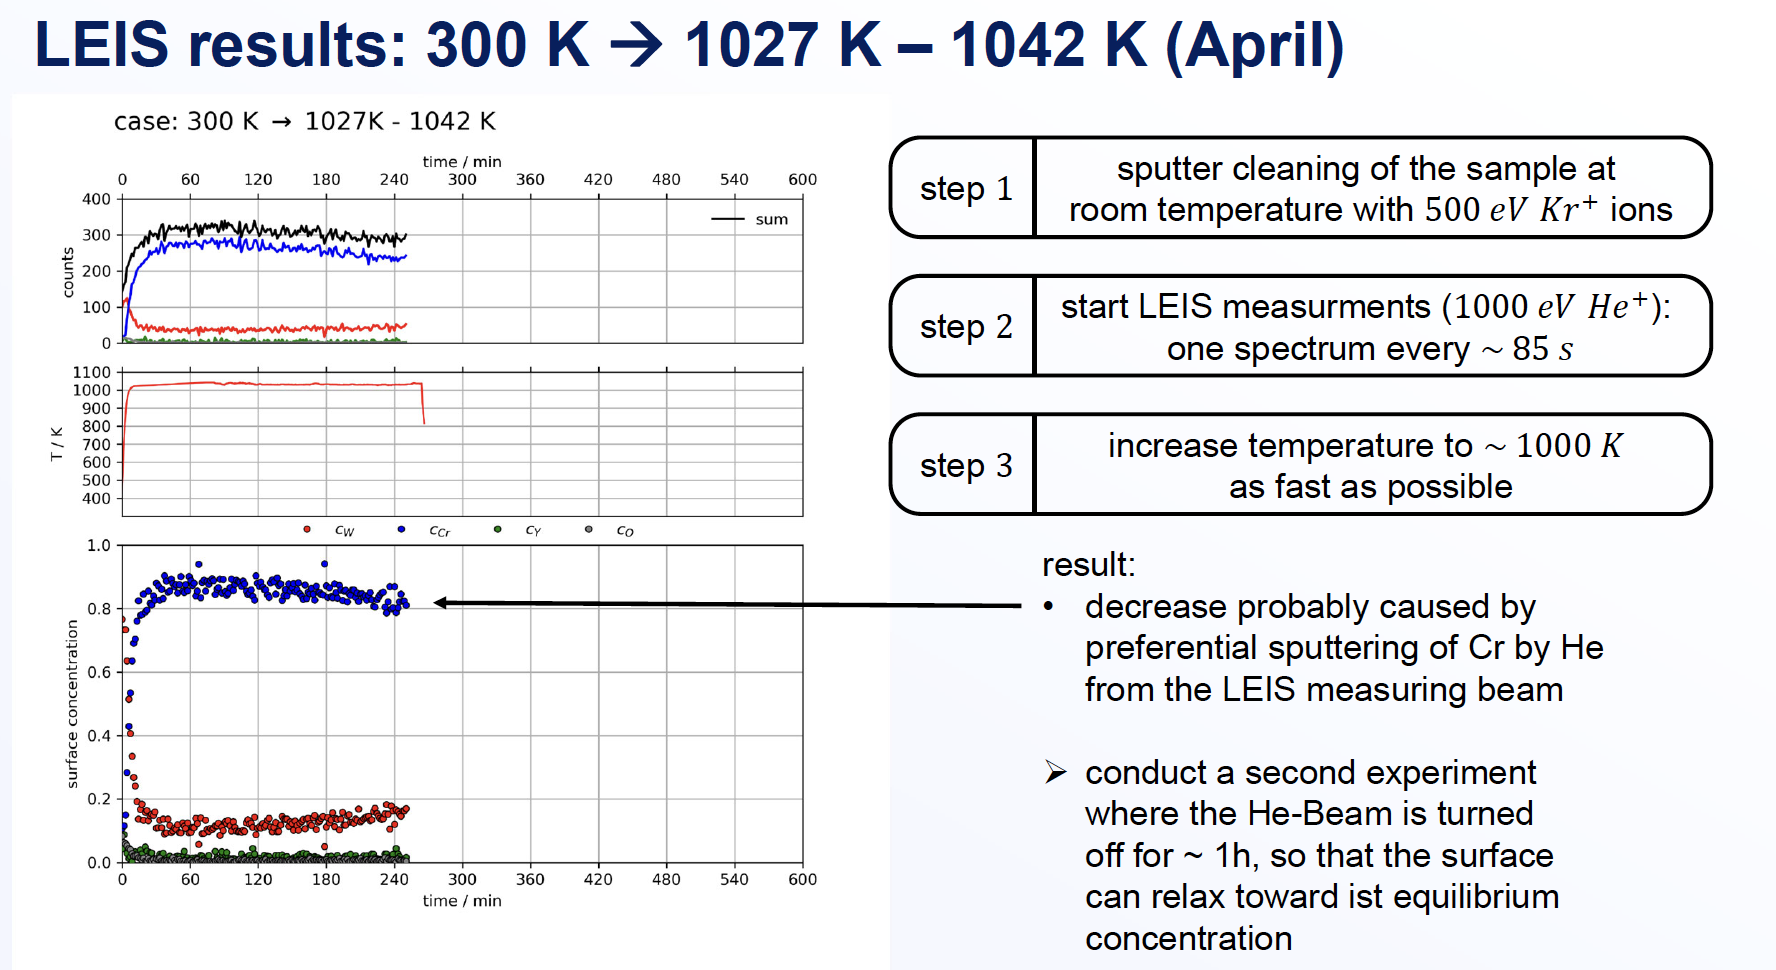 LEIS results: 300 K → 1027 K – 1042 K (April)
case: 300 K → 1027K - 1042 K
time / min
0 60 120 180 240 300 360 420 480 540 600
400
300
200
100
0
counts
sum
1100
1000
900
800
700
600
500
400
T / K
c_W c_Cr c_Y c_O
1.0
0.8
0.6
0.4
0.2
0.0
surface concentration
0 60 120 180 240 300 360 420 480 540 600
time / min
step 1
sputter cleaning of the sample at
room temperature with 500 eV Kr⁺ ions
step 2
start LEIS measurments (1000 eV He⁺):
one spectrum every ~ 85 s
step 3
increase temperature to ~ 1000 K
as fast as possible
result:
• decrease probably caused by
preferential sputtering of Cr by He
from the LEIS measuring beam
➢ conduct a second experiment
where the He-Beam is turned
off for ~ 1h, so that the surface
can relax toward ist equilibrium
concentration